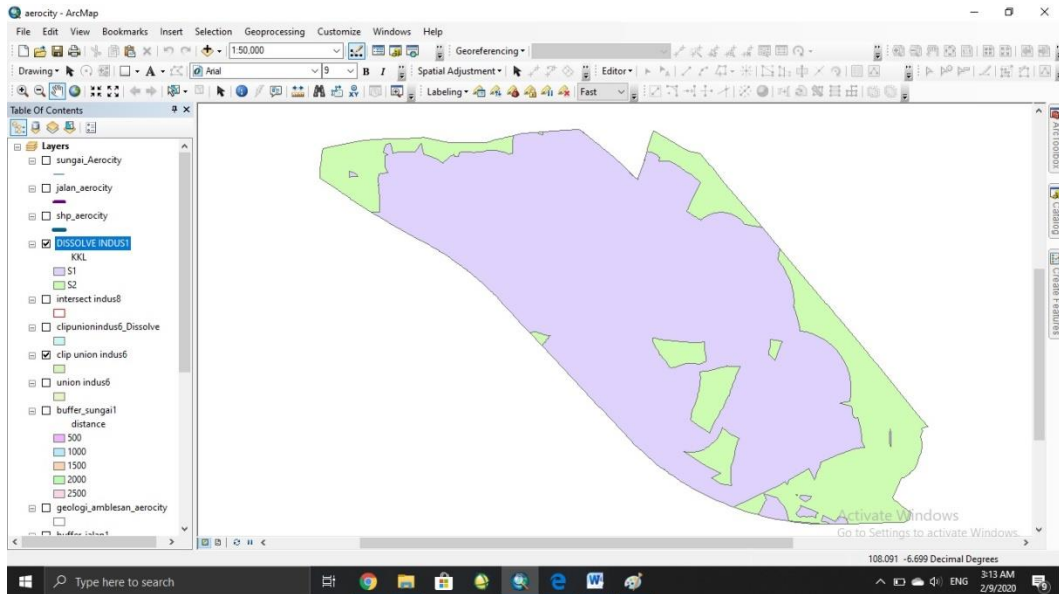 aerocity - ArcMap
File Edit View Bookmarks Insert Selection Geoprocessing Customize Windows Help
1:50.000 Georeferencing
Drawing A Arial 9 B I Spatial Adjustment Editor
Labeling Fast
Table Of Contents
Layers
sungai_Aerocity
jalan_aerocity
shp_aerocity
DISSOLVE INDUS1
KKL
S1
S2
intersect indus8
clipunionindus6_Dissolve
clip union indus6
union indus6
buffer_sungai1
distance
500
1000
1500
2000
2500
geologi_amblesan_aerocity
buffer_jalan1
ArcToolbox
Catalog
Create Features
Activate Windows
Go to Settings to activate Windows.
108.091 -6.699 Decimal Degrees
Type here to search
W
ENG
3:13 AM
2/9/2020